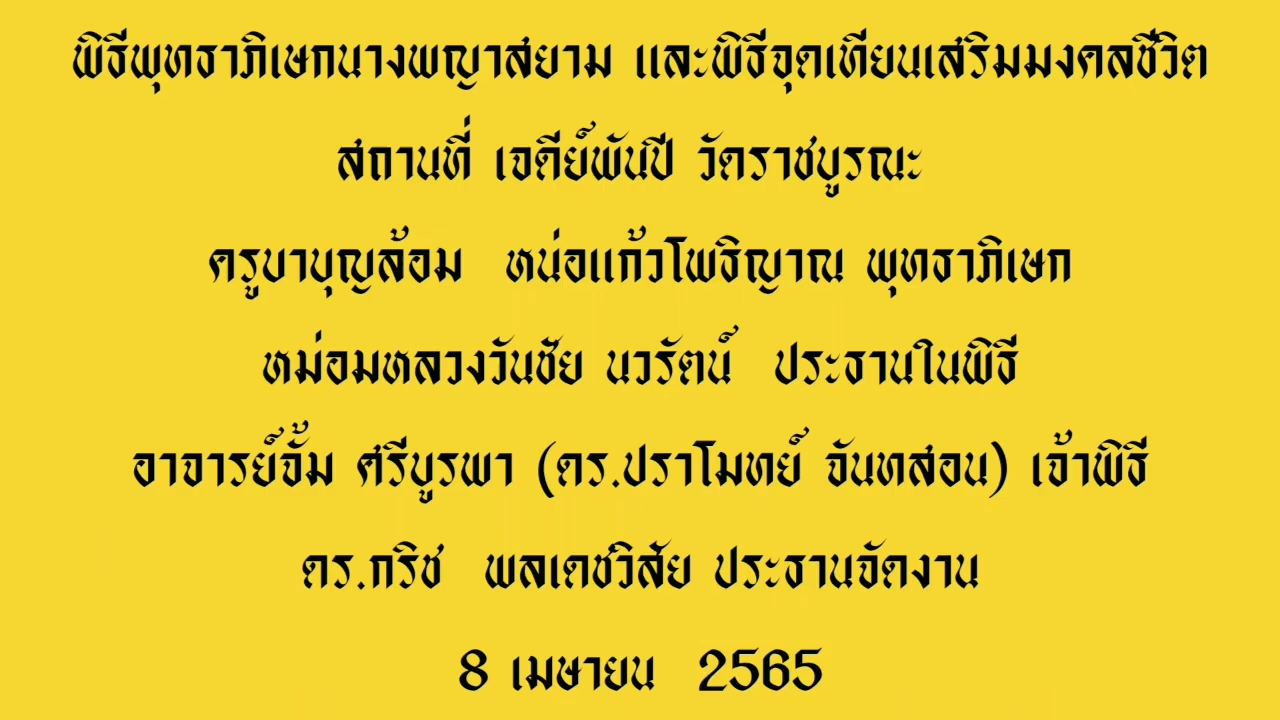 พิธีพุทธาภิเษกนางพญาสยาม และพิธีจุดเทียนเสริมมงคลชีวิต
สถานที่ เจดีย์พันปี วัดราชบูรณะ
ครูบาบุญล้อม หน่อแก้วโพธิญาณ พุทธาภิเษก
หม่อมหลวงวันชัย นวรัตน์ ประธานในพิธี
อาจารย์จั้ม ศรีบูรพา (ดร.ปราโมทย์ จันทสอน) เจ้าพิธี
ดร.กริช พลเดชวิสัย ประธานจัดงาน
8 เมษายน 2565